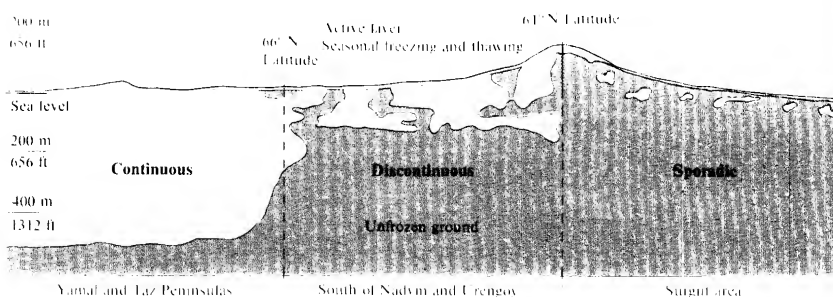 200 m
656 ft
61° N Latitude
Active layer
Seasonal freezing and thawing
66° N
Latitude
Sea level
200 m
656 ft
Continuous
Discontinuous
Sporadic
400 m
1312 ft
Unfrozen ground
Yamal and Taz Peninsulas
South of Nadym and Urengoy
Surgut area